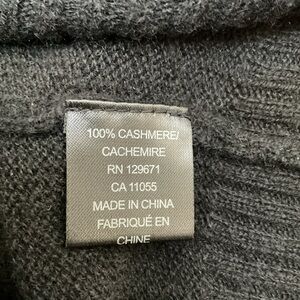 100% CASHMERE/
CACHEMIRE
RN 129671
CA 11055
MADE IN CHINA
FABRIQUÉ EN
CHINE